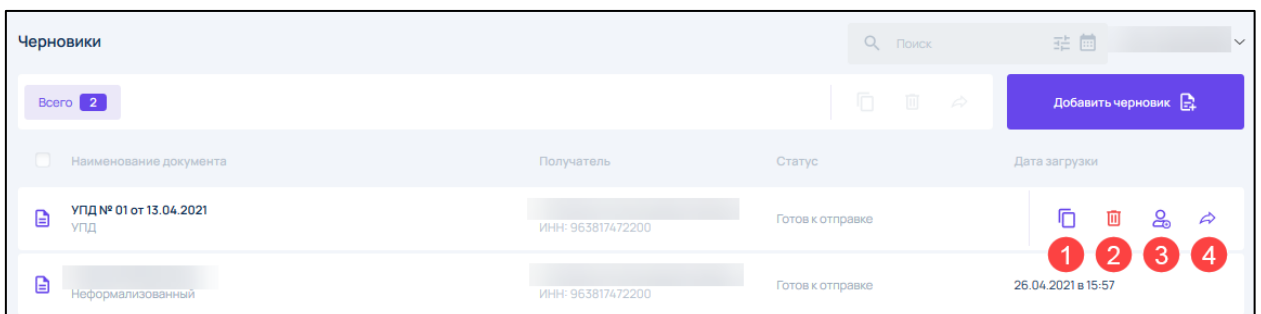 Черновики
Поиск
Всего 2
Добавить черновик
Наименование документа Получатель Статус Дата загрузки
УПД № 01 от 13.04.2021
УПД ИНН: 963817472200 Готов к отправке
1 2 3 4
Неформализованный ИНН: 963817472200 Готов к отправке 26.04.2021 в 15:57